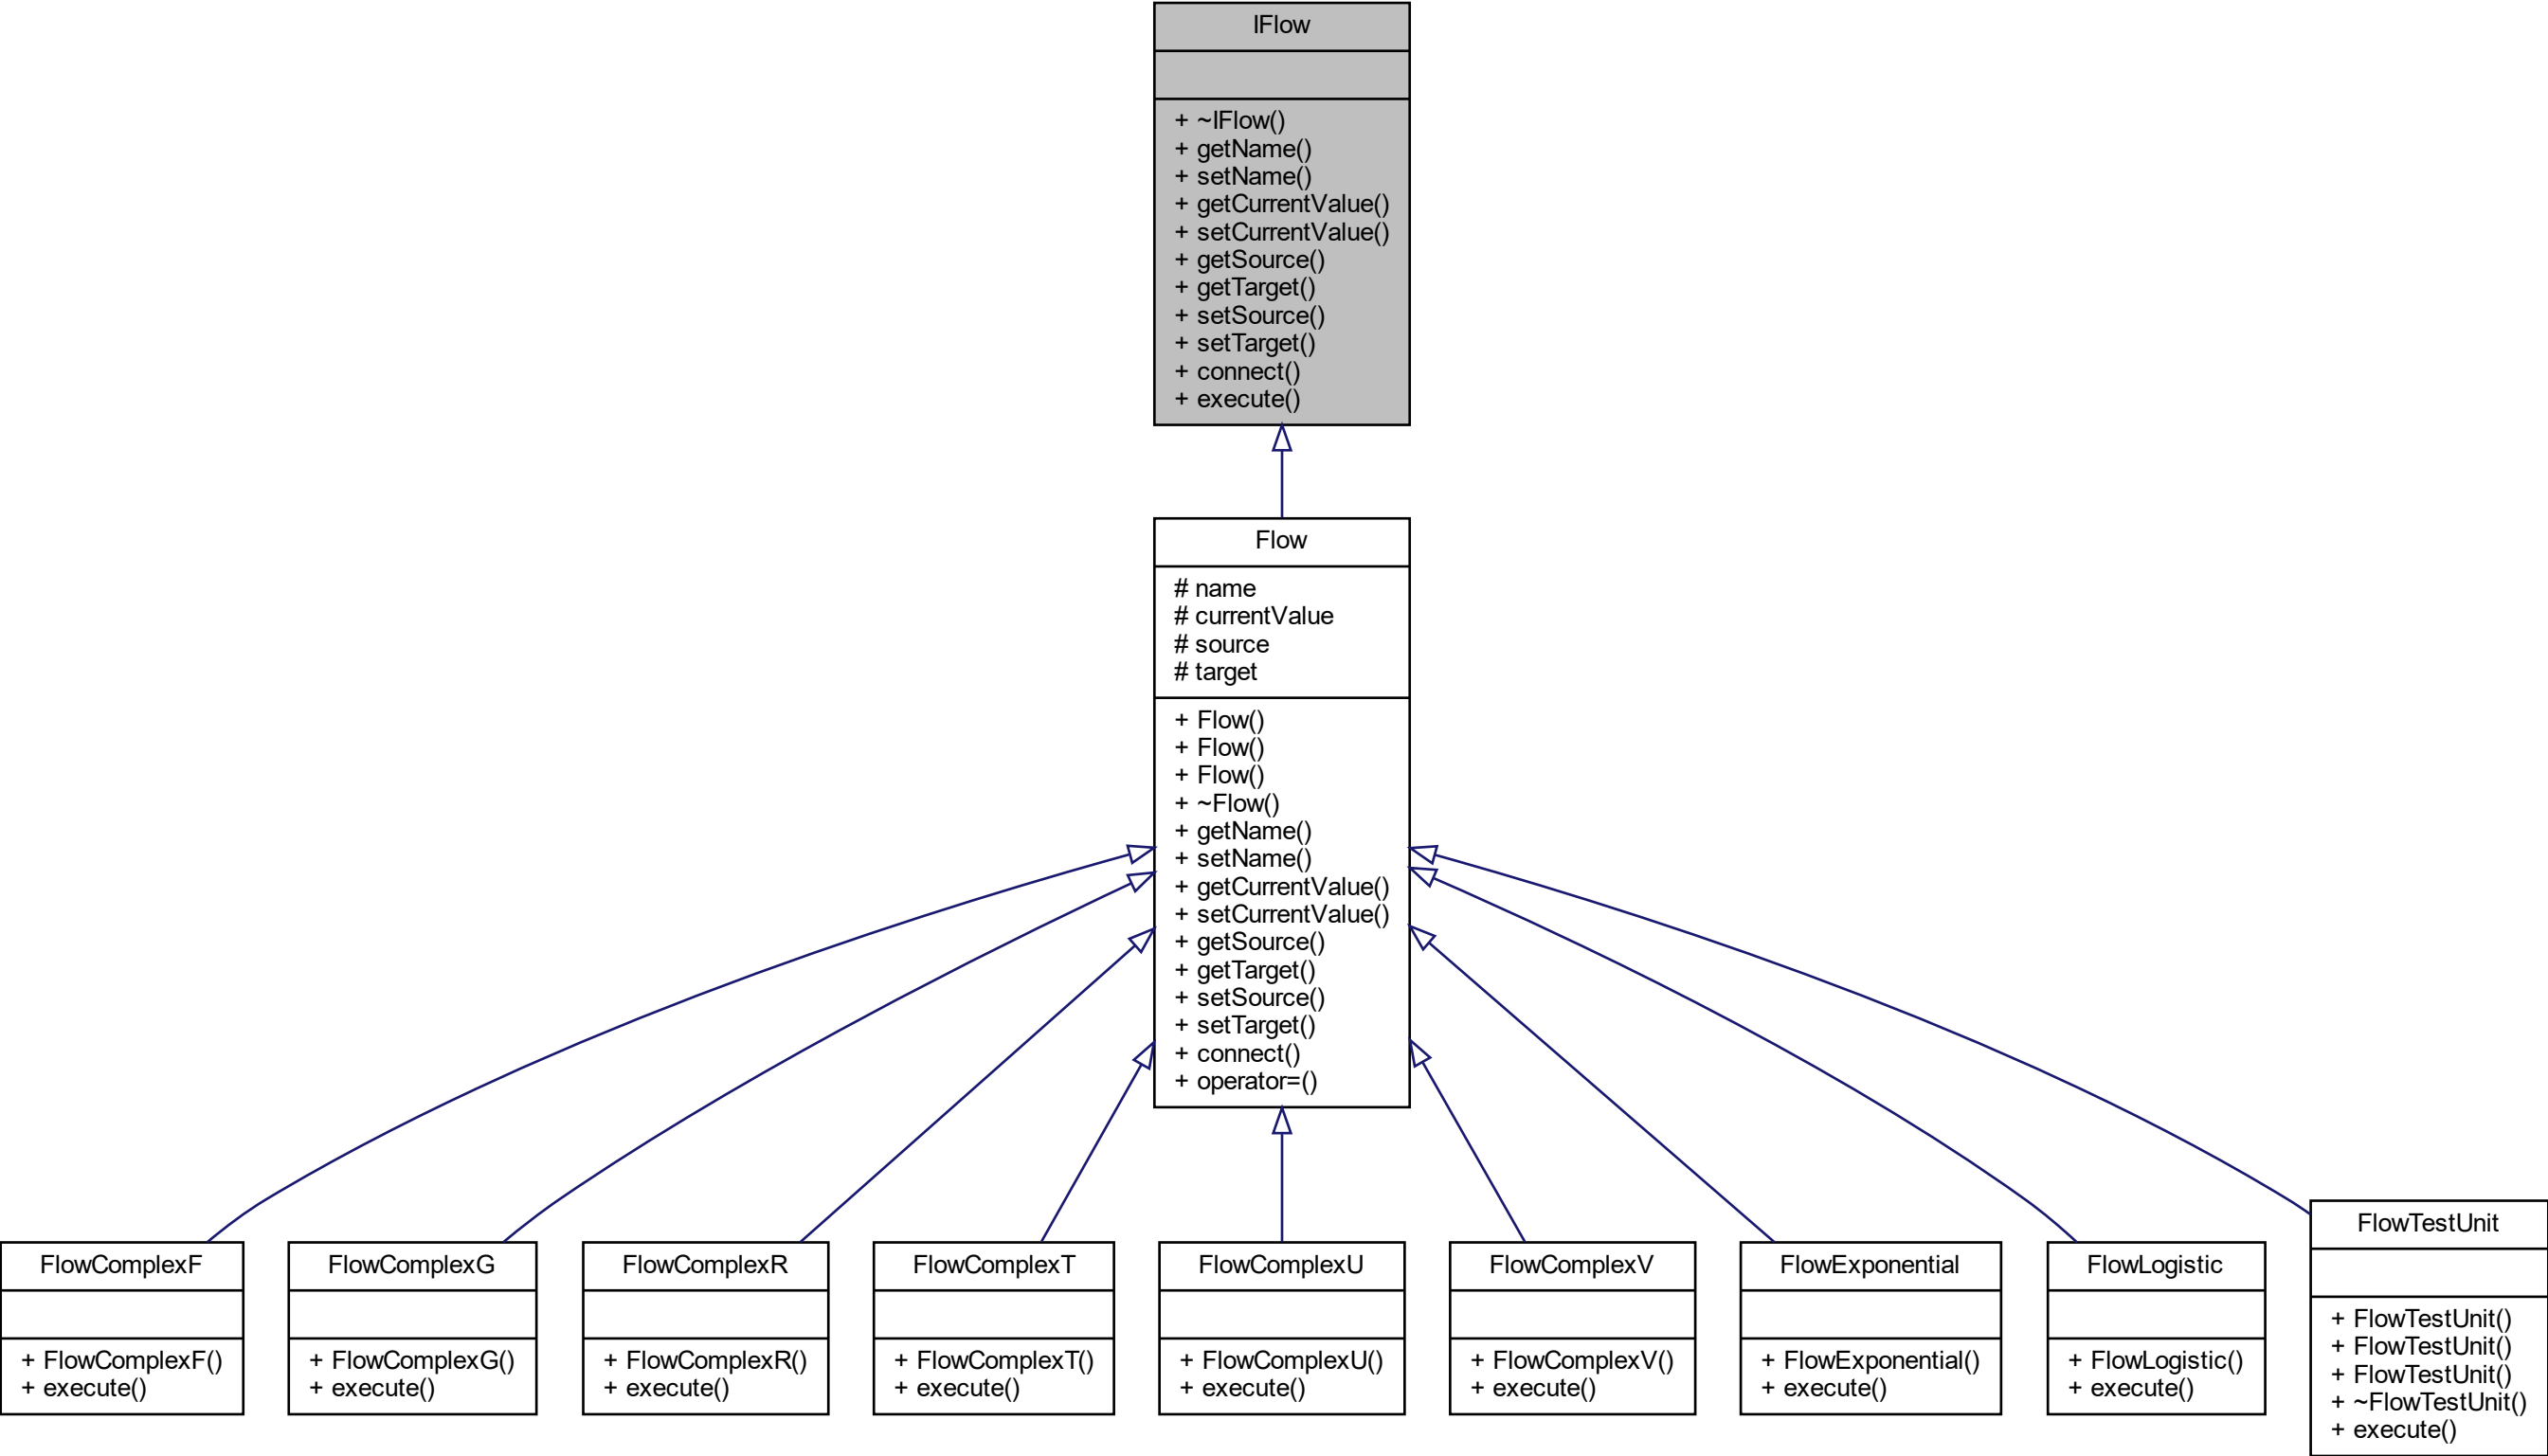 IFlow
+ ~IFlow()
+ getName()
+ setName()
+ getCurrentValue()
+ setCurrentValue()
+ getSource()
+ getTarget()
+ setSource()
+ setTarget()
+ connect()
+ execute()
Flow
# name
# currentValue
# source
# target
+ Flow()
+ Flow()
+ Flow()
+ ~Flow()
+ getName()
+ setName()
+ getCurrentValue()
+ setCurrentValue()
+ getSource()
+ getTarget()
+ setSource()
+ setTarget()
+ connect()
+ operator=()
FlowComplexF
+ FlowComplexF()
+ execute()
FlowComplexG
+ FlowComplexG()
+ execute()
FlowComplexR
+ FlowComplexR()
+ execute()
FlowComplexT
+ FlowComplexT()
+ execute()
FlowComplexU
+ FlowComplexU()
+ execute()
FlowComplexV
+ FlowComplexV()
+ execute()
FlowExponential
+ FlowExponential()
+ execute()
FlowLogistic
+ FlowLogistic()
+ execute()
FlowTestUnit
+ FlowTestUnit()
+ FlowTestUnit()
+ FlowTestUnit()
+ ~FlowTestUnit()
+ execute()